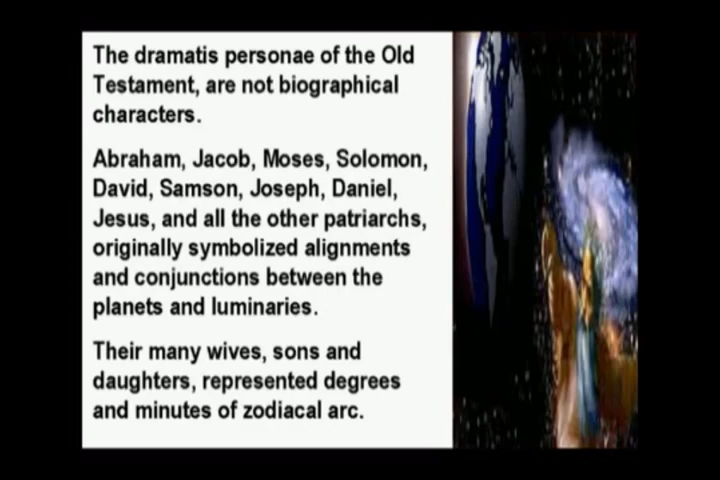 The dramatis personae of the Old
Testament, are not biographical
characters.
Abraham, Jacob, Moses, Solomon,
David, Samson, Joseph, Daniel,
Jesus, and all the other patriarchs,
originally symbolized alignments
and conjunctions between the
planets and luminaries.
Their many wives, sons and
daughters, represented degrees
and minutes of zodiacal arc.